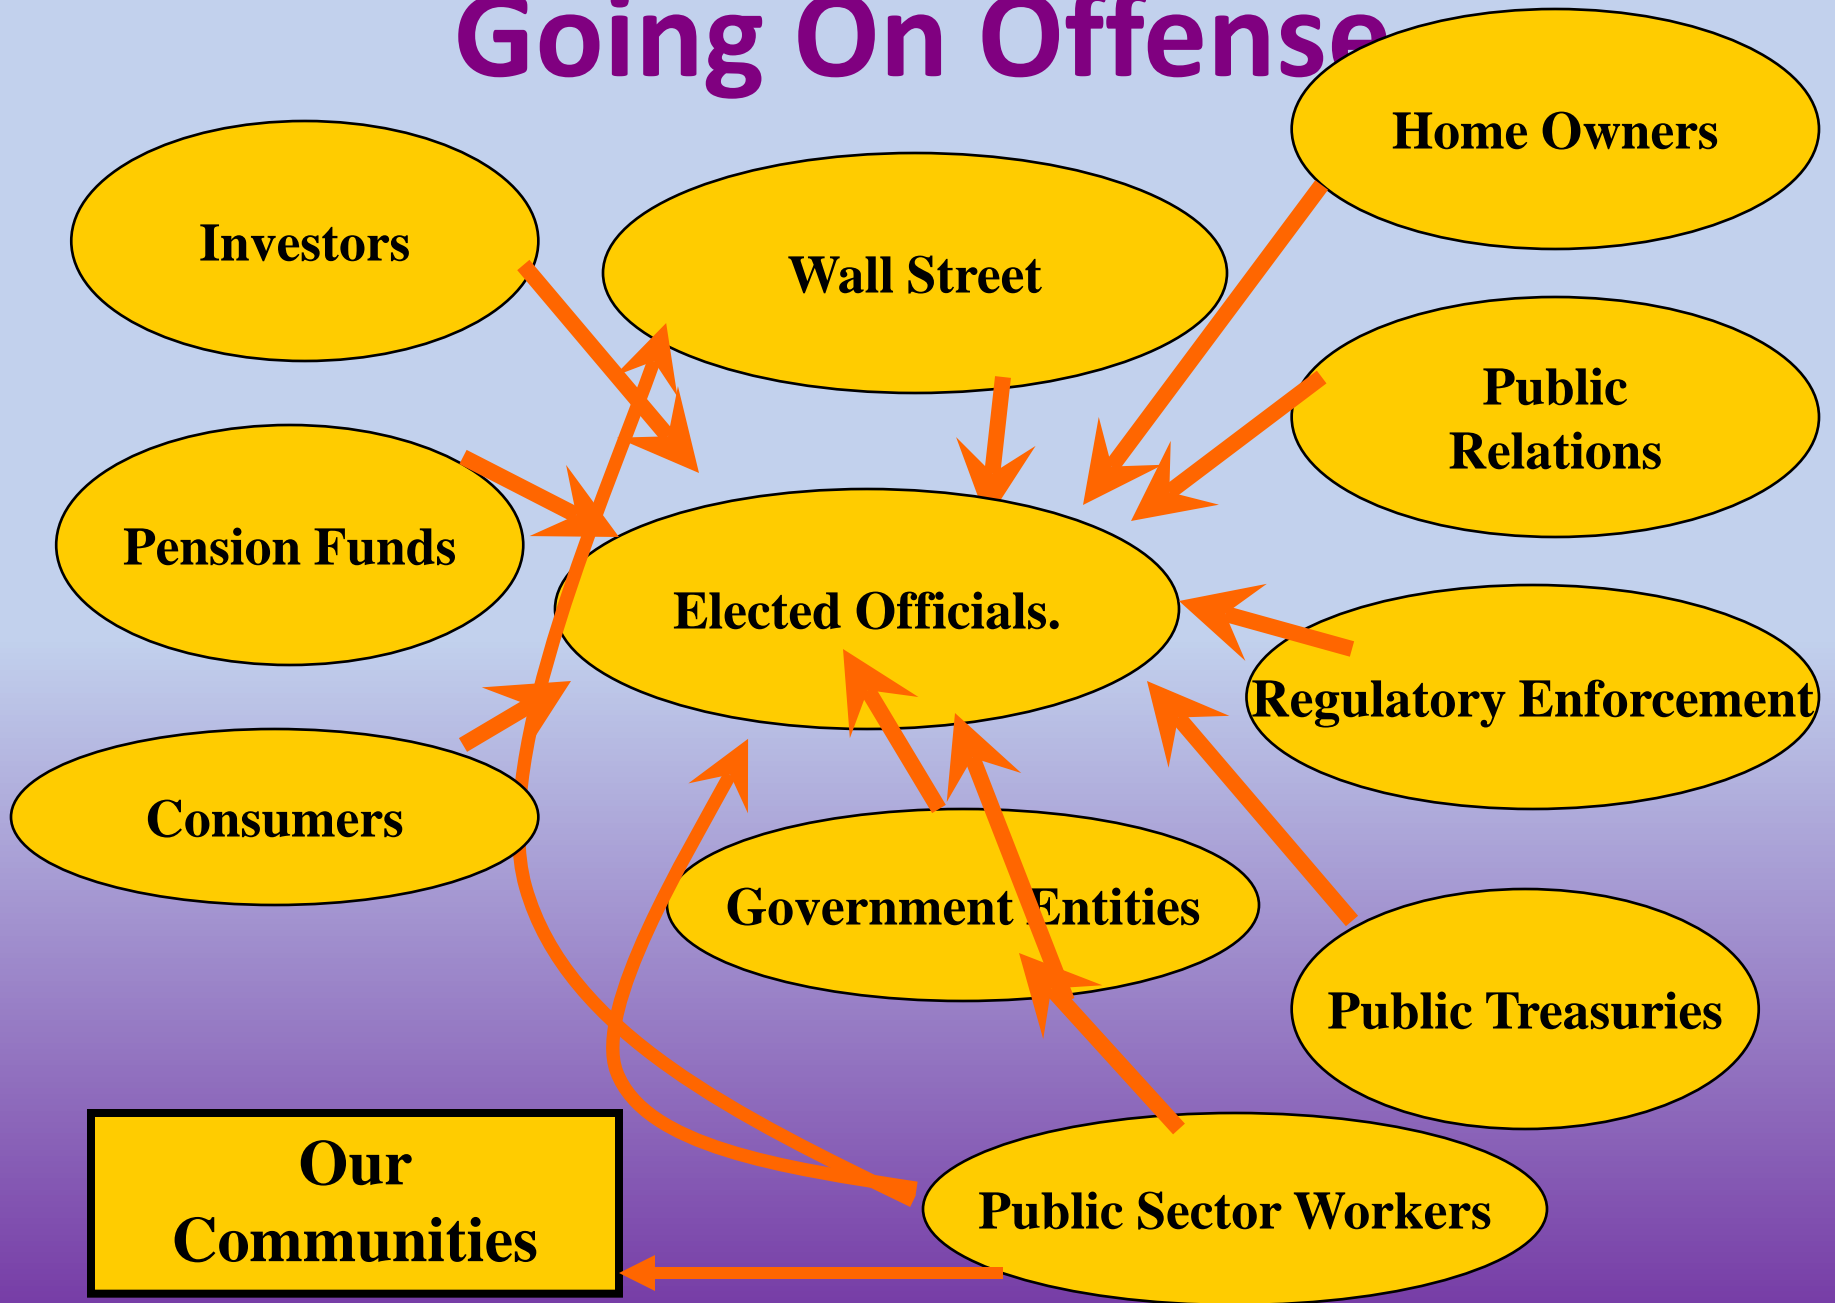 Going On Offense
Home Owners
Investors
Wall Street
Public
Relations
Pension Funds
Elected Officials.
Regulatory Enforcement
Consumers
Government Entities
Public Treasuries
Our
Communities
Public Sector Workers